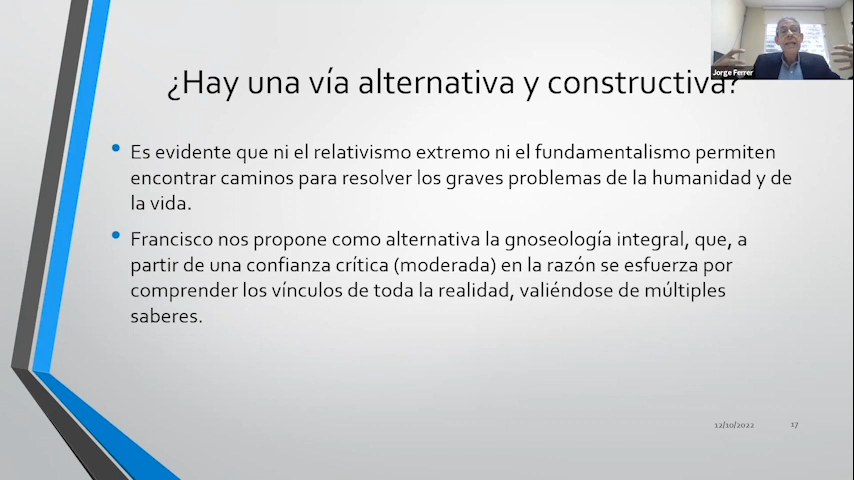 Jorge Ferrer
¿Hay una vía alternativa y constructiva?
Es evidente que ni el relativismo extremo ni el fundamentalismo permiten
encontrar caminos para resolver los graves problemas de la humanidad y de
la vida.
Francisco nos propone como alternativa la gnoseología integral, que, a
partir de una confianza crítica (moderada) en la razón se esfuerza por
comprender los vínculos de toda la realidad, valiéndose de múltiples
saberes.
12/10/2022
17